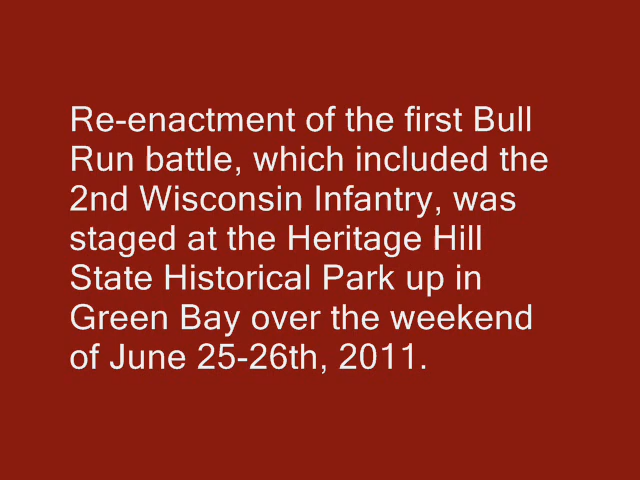 Re-enactment of the first Bull
Run battle, which included the
2nd Wisconsin Infantry, was
staged at the Heritage Hill
State Historical Park up in
Green Bay over the weekend
of June 25-26th, 2011.